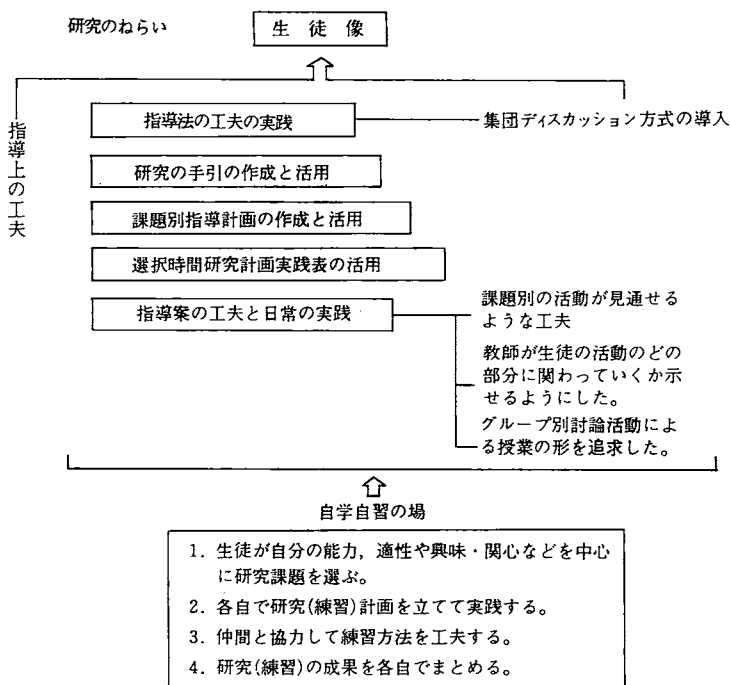 研究のねらい
生徒像
指導上の工夫
指導法の工夫の実践
集団ディスカッション方式の導入
研究の手引の作成と活用
課題別指導計画の作成と活用
選択時間研究計画実践表の活用
指導案の工夫と日常の実践
課題別の活動が見通せる
ような工夫
教師が生徒の活動のどの
部分に関わっていくか示
せるようにした。
グループ別討論活動によ
る授業の形を追求した。
自学自習の場
1. 生徒が自分の能力，適性や興味・関心などを中心
に研究課題を選ぶ。
2. 各自で研究(練習)計画を立てて実践する。
3. 仲間と協力して練習方法を工夫する。
4. 研究(練習)の成果を各自でまとめる。